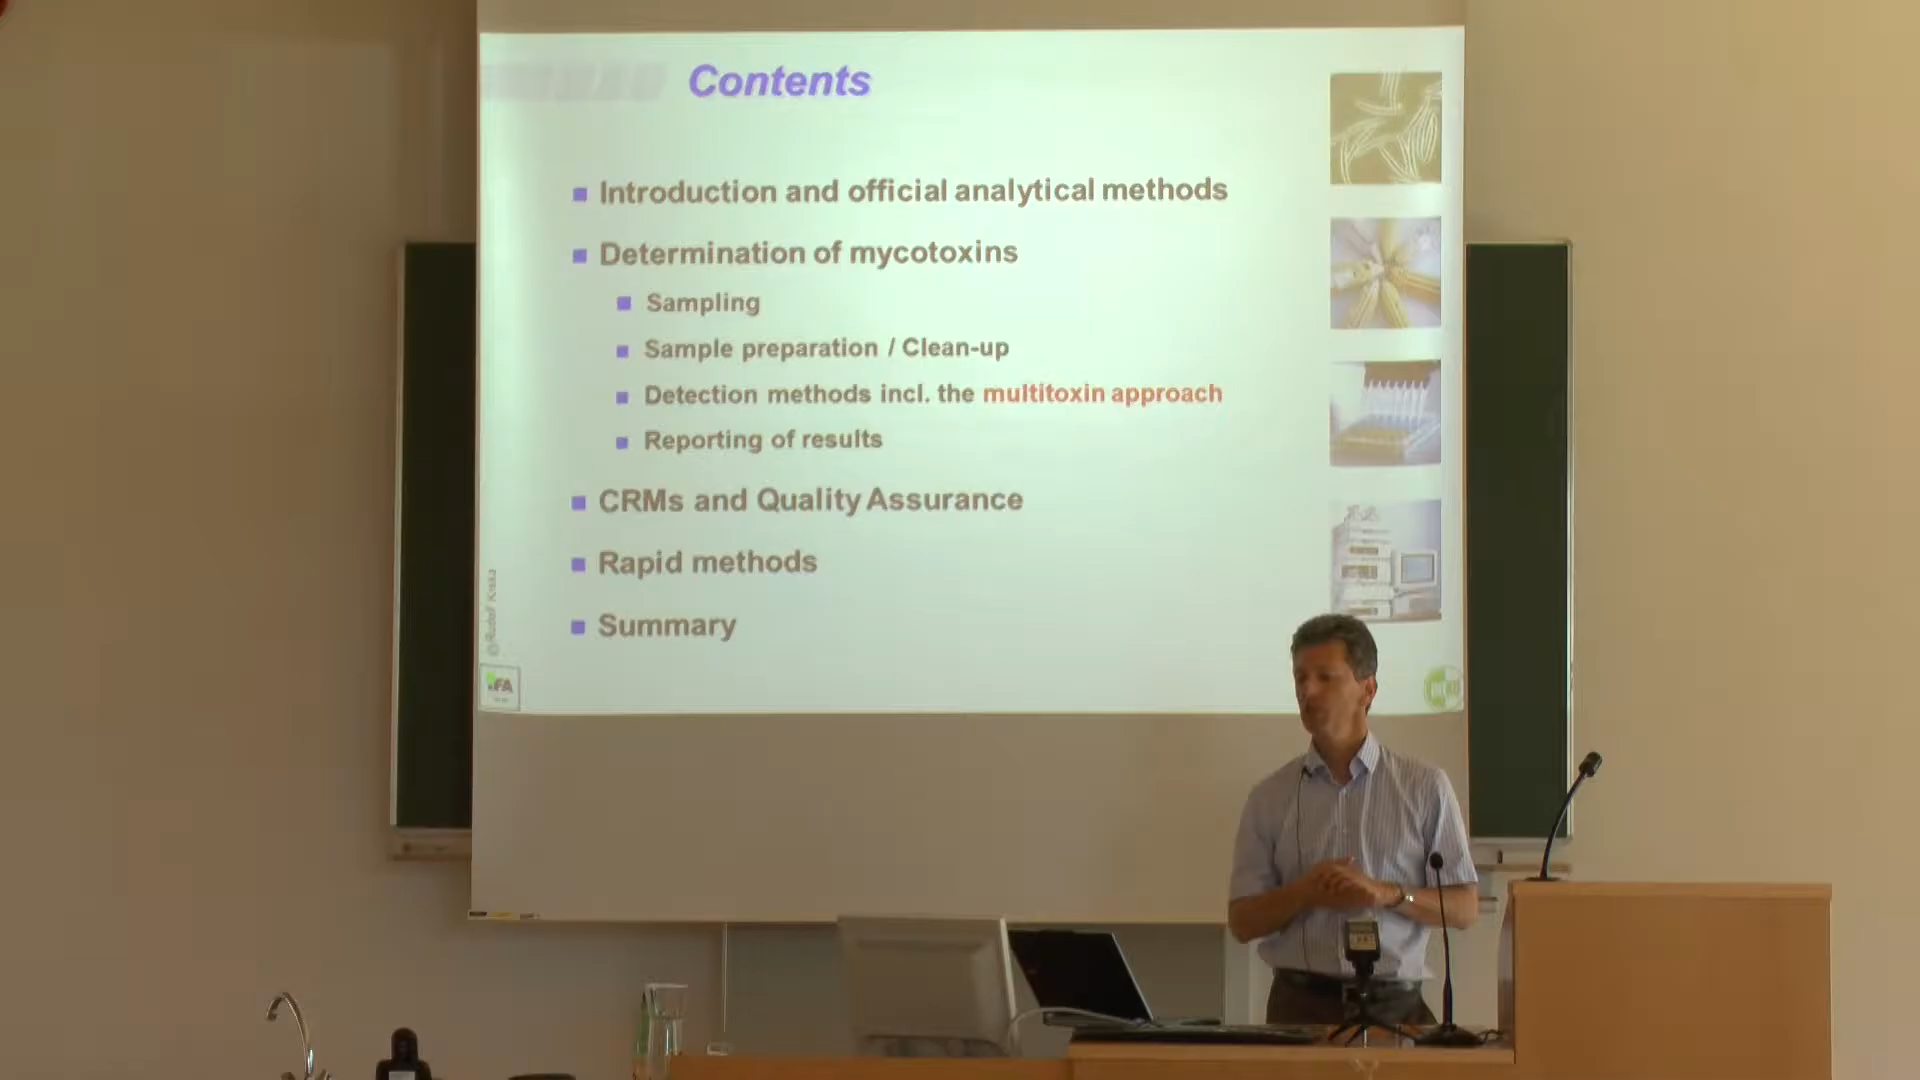 Contents
Introduction and official analytical methods
Determination of mycotoxins
Sampling
Sample preparation / Clean-up
Detection methods incl. the multitoxin approach
Reporting of results
CRMs and Quality Assurance
Rapid methods
Summary
iFA